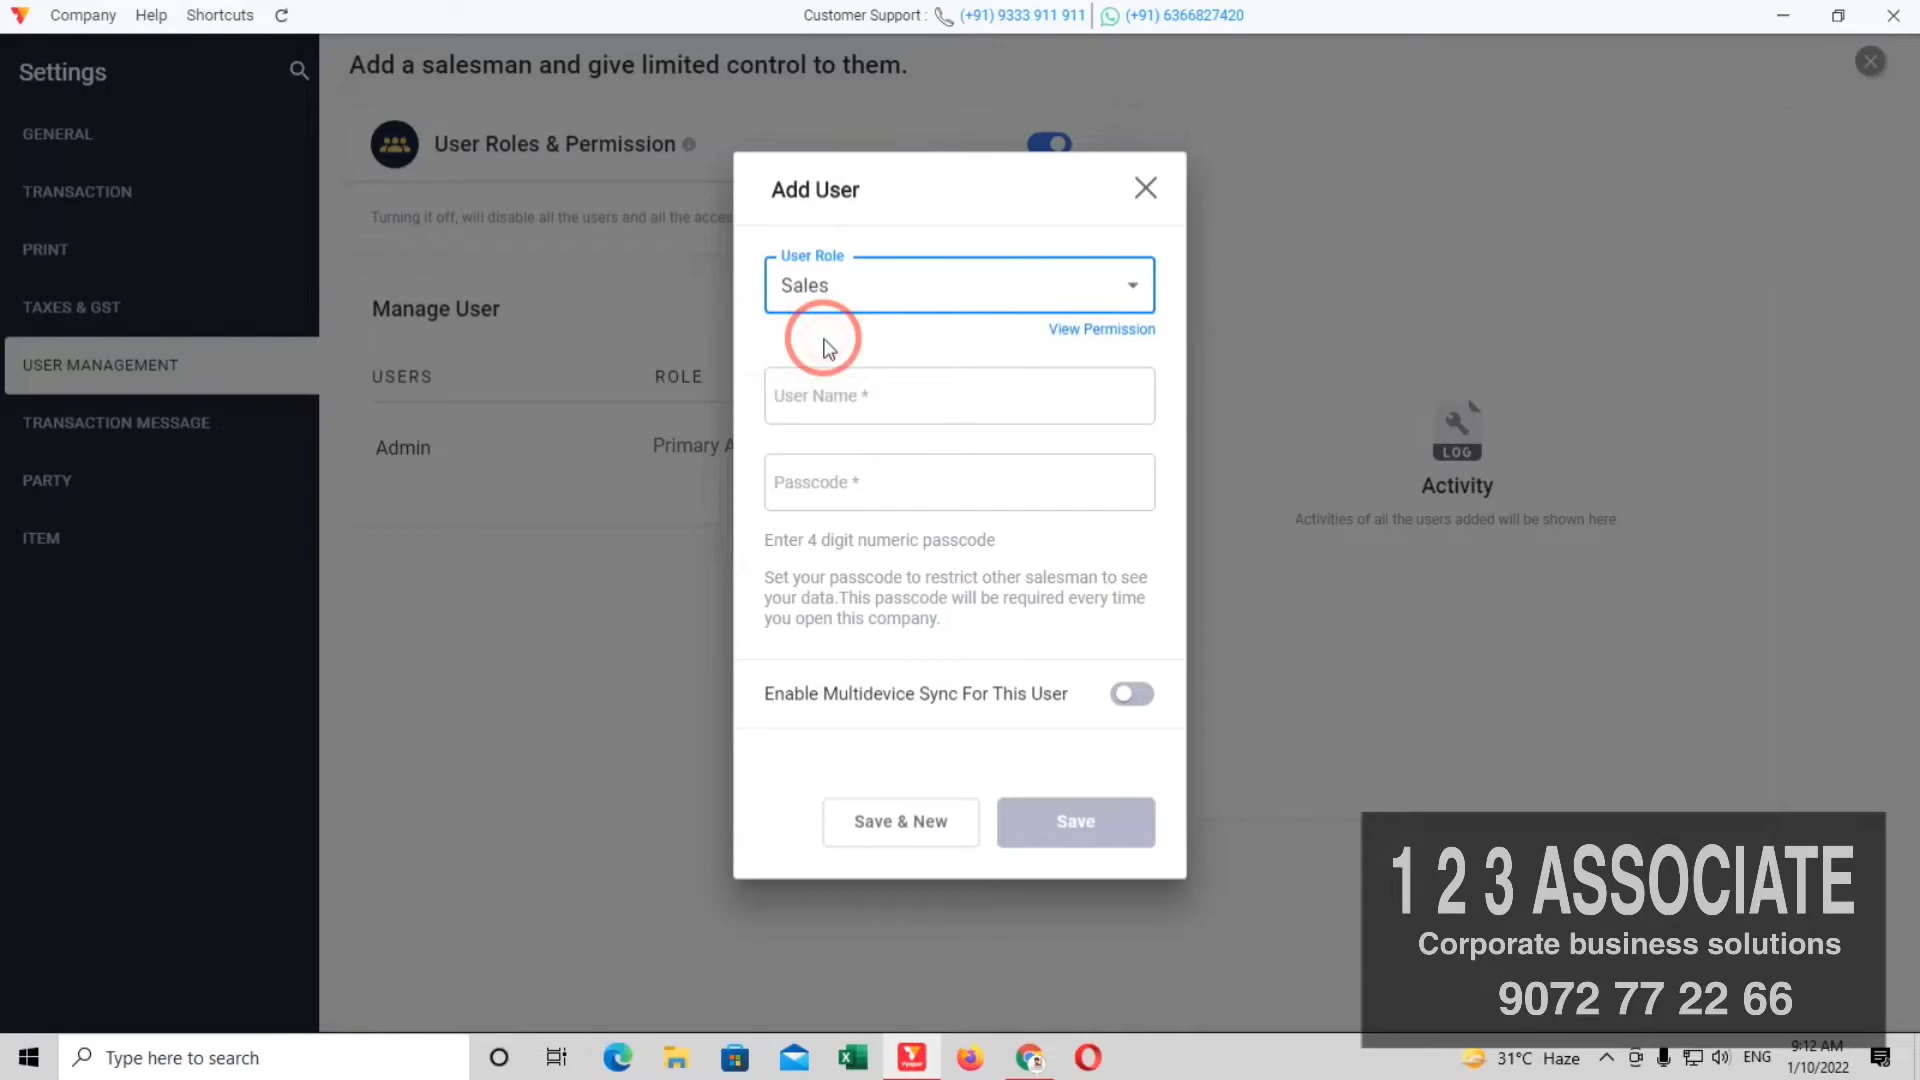 Company Help Shortcuts
Customer Support : (+91) 9333 911 911 (+91) 6366827420
Settings
Add a salesman and give limited control to them.
GENERAL
TRANSACTION
PRINT
TAXES & GST
USER MANAGEMENT
TRANSACTION MESSAGE
PARTY
ITEM
User Roles & Permission
Turning it off, will disable all the users and all the acces
Manage User
USERS ROLE
Admin Primary A
Add User
User Role
Sales
View Permission
User Name *
Passcode *
Enter 4 digit numeric passcode
Set your passcode to restrict other salesman to see
your data.This passcode will be required every time
you open this company.
Enable Multidevice Sync For This User
Save & New Save
LOG
Activity
Activities of all the users added will be shown here
1 2 3 ASSOCIATE
Corporate business solutions
9072 77 22 66
Type here to search
31°C Haze
ENG
9:12 AM
1/10/2022